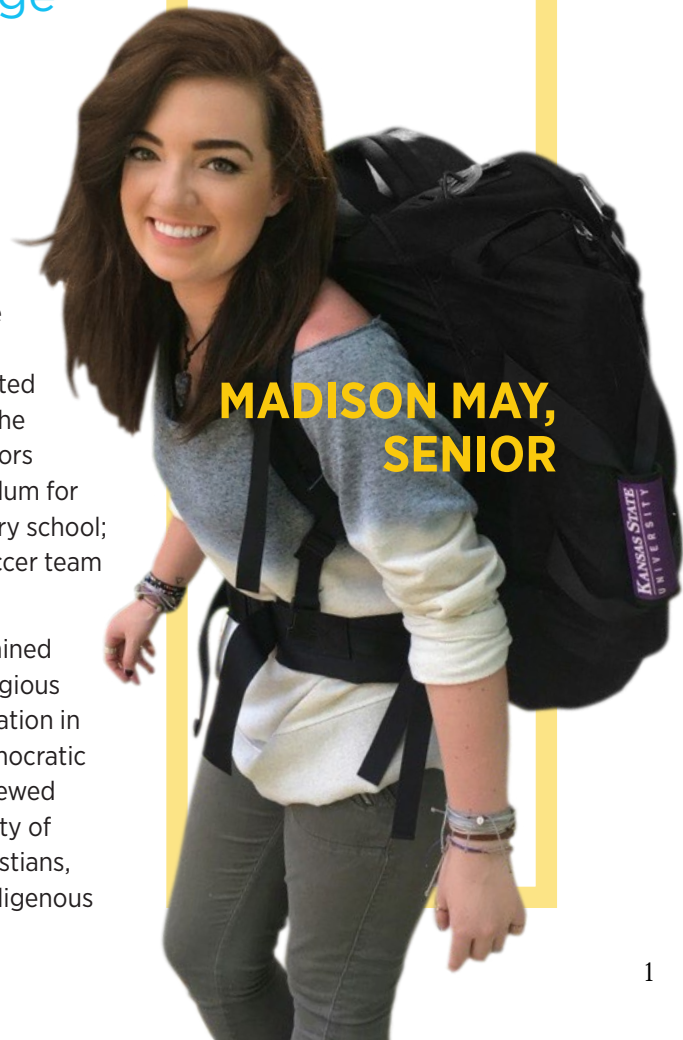 ge
e
ted
he
ors
lum for
ry school;
ccer team
ined
gious
ation in
nocratic
ewed
ty of
stians,
ligenous
MADISON MAY,
SENIOR
KANSAS STATE
UNIVERSITY
1